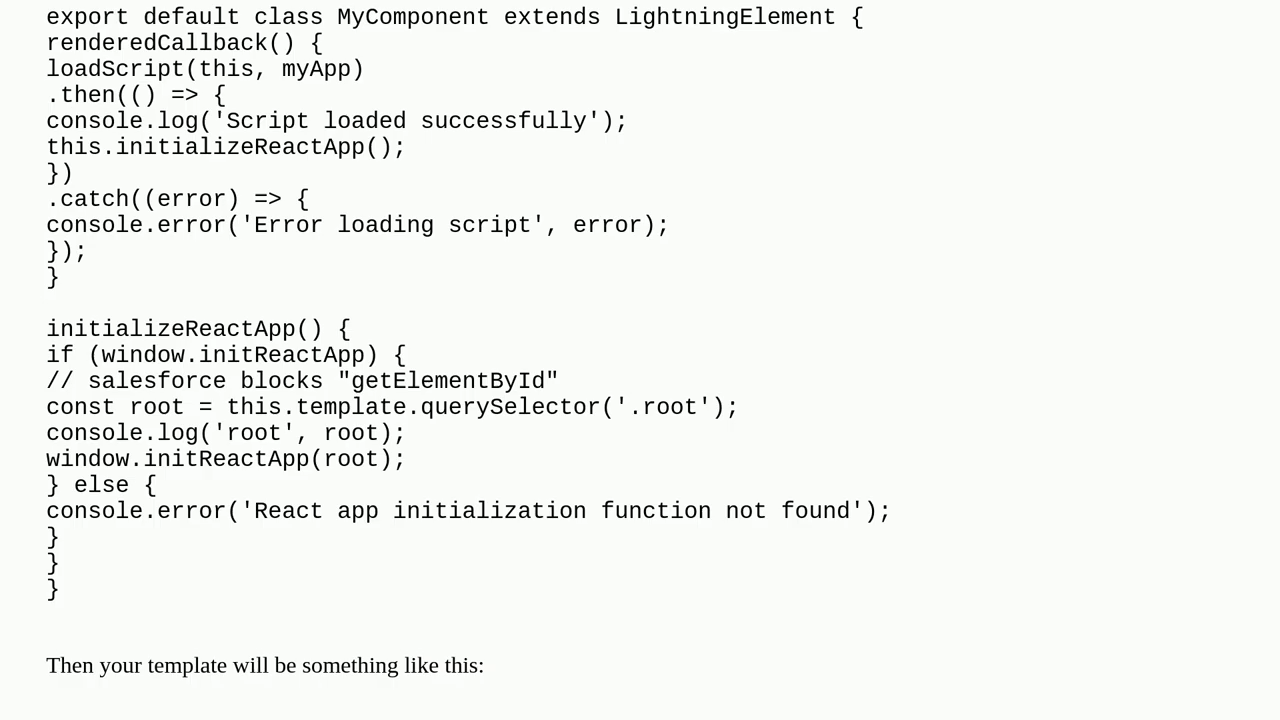 export default class MyComponent extends LightningElement {
renderedCallback() {
loadScript(this, myApp)
.then(() => {
console.log('Script loaded successfully');
this.initializeReactApp();
})
.catch((error) => {
console.error('Error loading script', error);
});
}

initializeReactApp() {
if (window.initReactApp) {
// salesforce blocks "getElementById"
const root = this.template.querySelector('.root');
console.log('root', root);
window.initReactApp(root);
} else {
console.error('React app initialization function not found');
}
}
}

Then your template will be something like this: